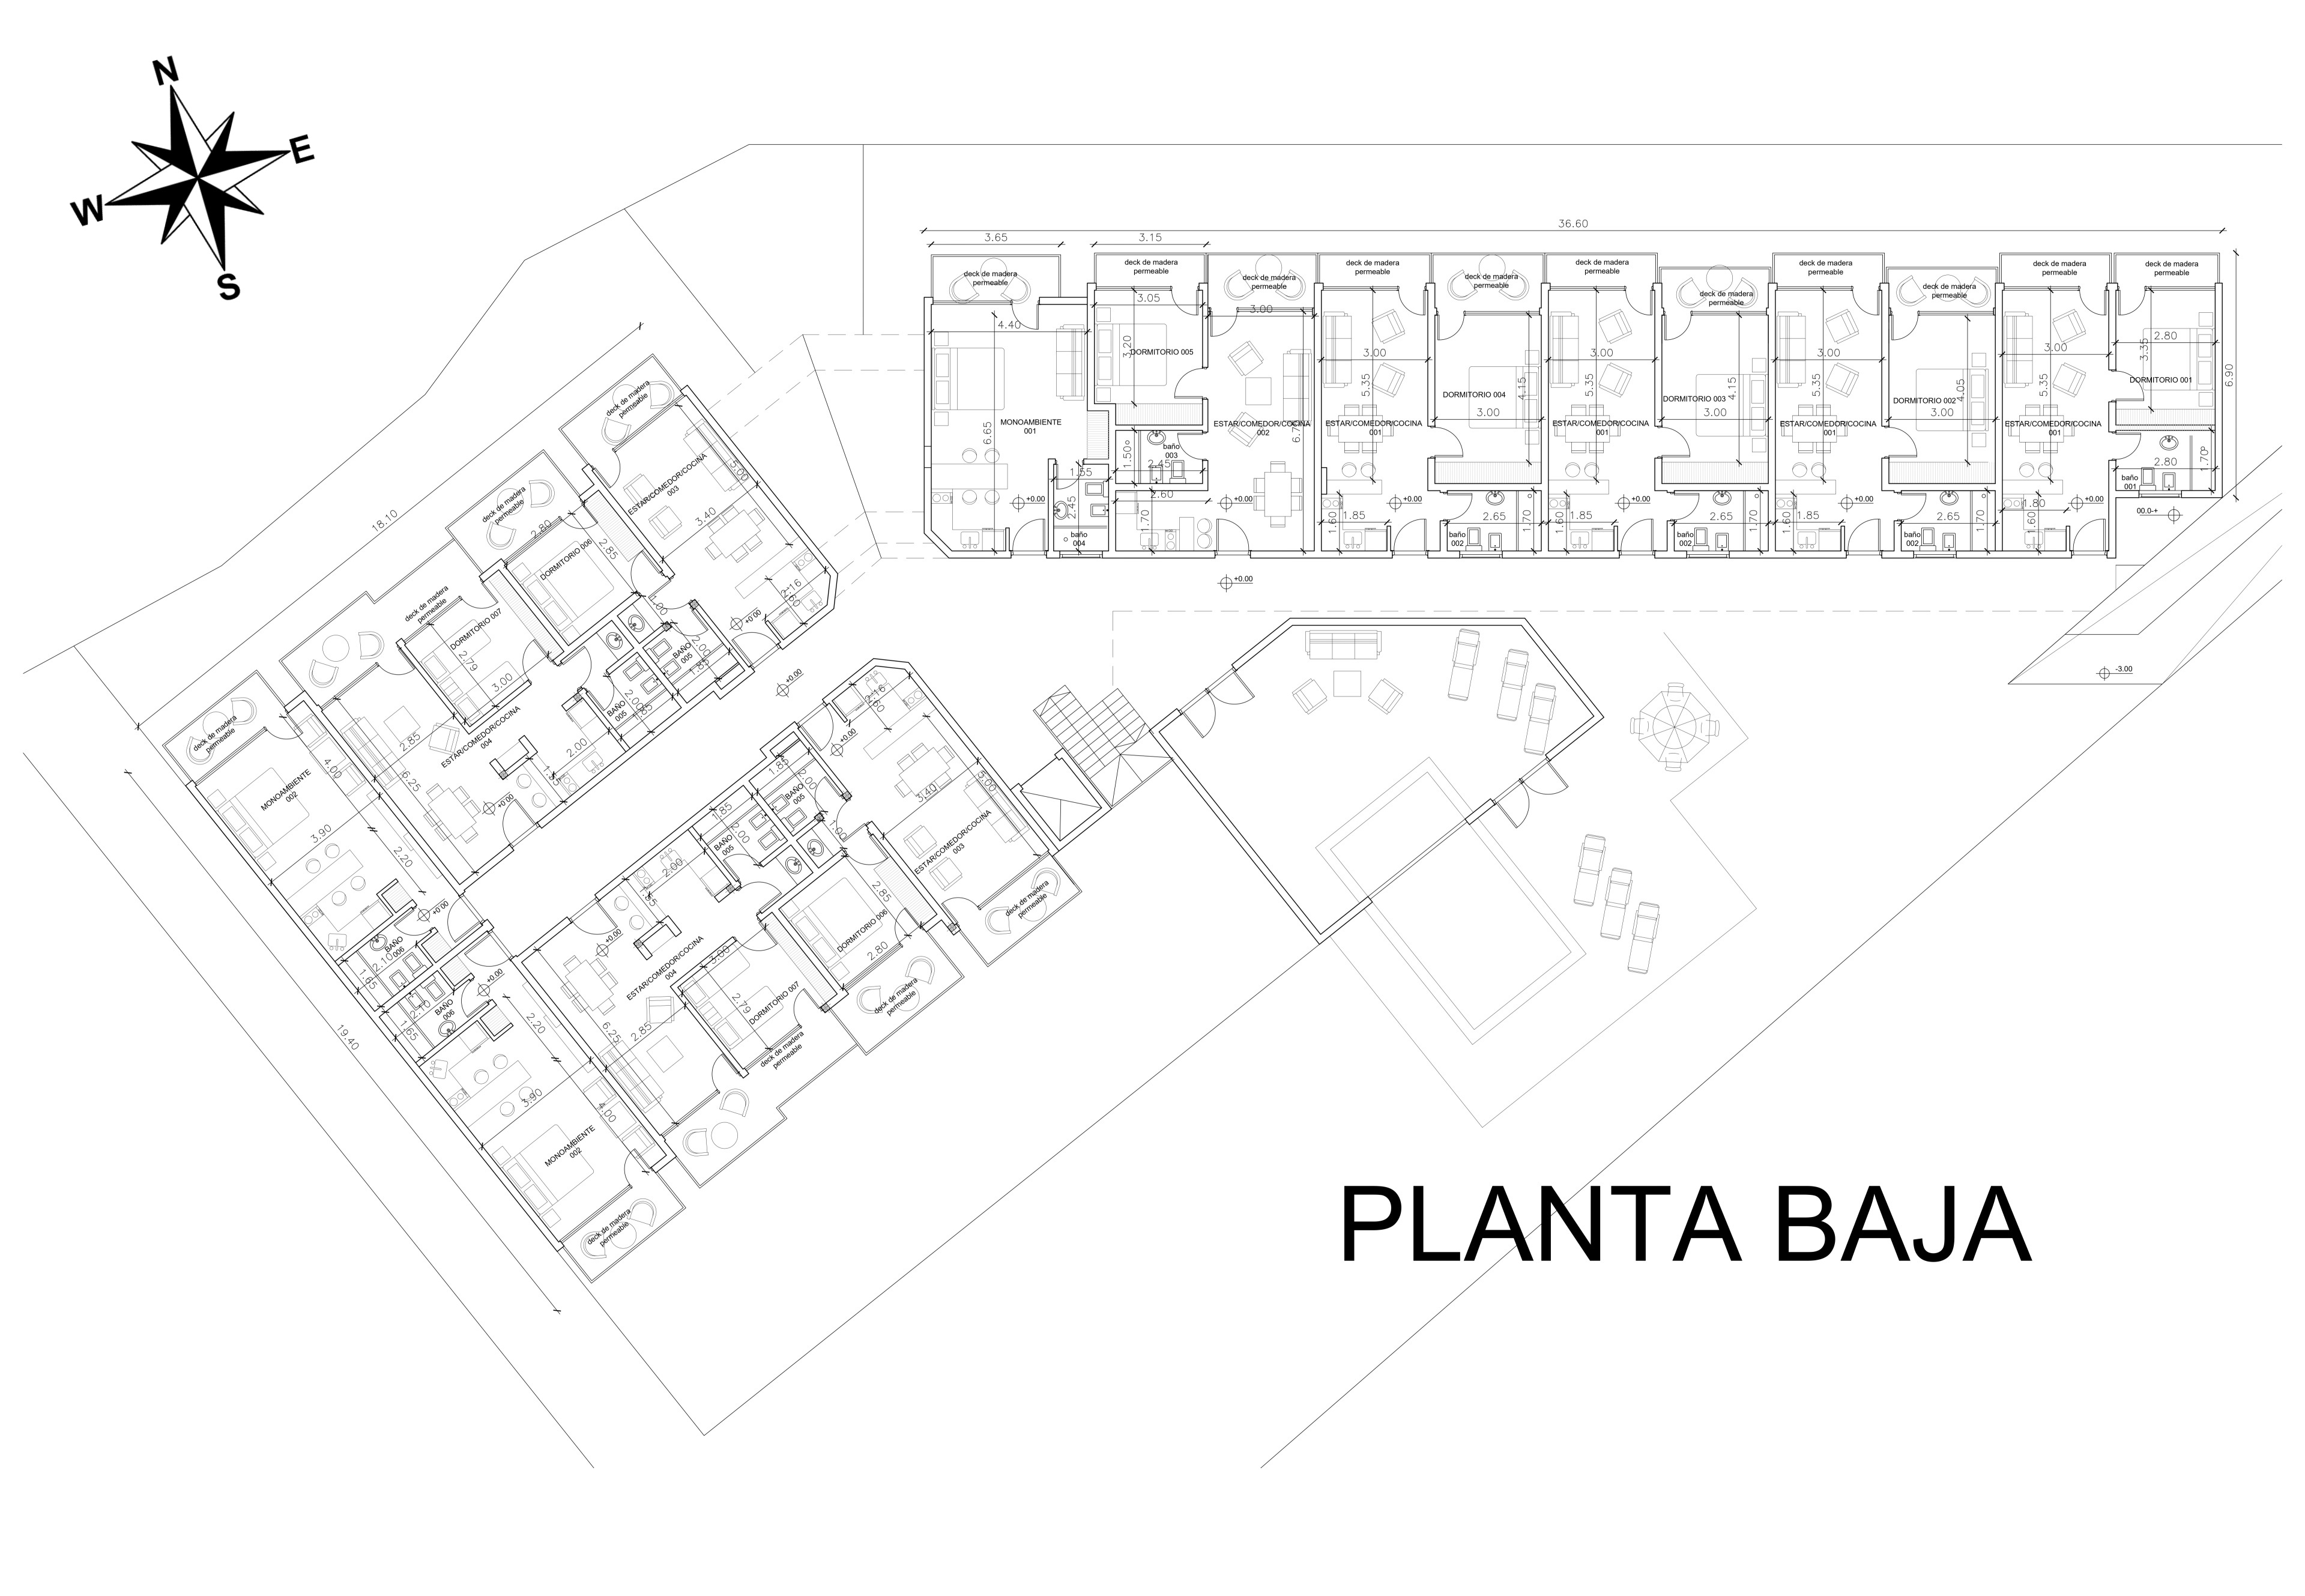 N
E
W
S
36.60
3.65
3.15
deck de madera
permeable
deck de madera
permeable
deck de madera
permeable
deck de madera
permeable
deck de madera
permeable
deck de madera
permeable
deck de madera
permeable
deck de madera
permeable
deck de madera
permeable
deck de madera
permeable
deck de madera
permeable
4.40
3.05
3.00
3.20
DORMITORIO 005
6.65
MONOAMBIENTE
001
ESTAR/COMEDOR/COCINA
002
3.00
5.35
ESTAR/COMEDOR/COCINA
001
DORMITORIO 004
4.15
3.00
3.00
5.35
ESTAR/COMEDOR/COCINA
001
DORMITORIO 003
4.15
3.00
3.00
5.35
ESTAR/COMEDOR/COCINA
001
DORMITORIO 002
4.05
3.00
3.00
5.35
ESTAR/COMEDOR/COCINA
001
2.80
3.35
DORMITORIO 001
6.90
1.50
baño
003
2.45
1.55
2.45
baño
004
2.60
1.70
+0.00
+0.00
+0.00
+0.00
+0.00
+0.00
1.60
1.85
baño
002
2.65
1.70
1.60
1.85
baño
002
2.65
1.70
1.60
1.85
baño
002
2.65
1.70
1.80
1.60
2.80
1.70
baño
001
00.0-+
+0.00
-3.00
18.10
deck de madera
permeable
ESTAR/COMEDOR/COCINA
003
5.00
3.40
2.16
1.60
+0.00
deck de madera
permeable
2.80
2.85
DORMITORIO 006
1.00
BAÑO
005
2.00
1.85
+0.00
deck de madera
permeable
DORMITORIO 007
2.79
3.00
BAÑO
005
2.00
1.85
2.85
ESTAR/COMEDOR/COCINA
004
6.25
2.00
+0.00
deck de madera
permeable
MONOAMBIENTE
002
4.00
3.90
2.20
+0.00
BAÑO
006
2.10
1.65
19.40
BAÑO
006
2.10
1.65
+0.00
2.20
3.90
4.00
MONOAMBIENTE
002
deck de madera
permeable
+0.00
2.00
1.85
ESTAR/COMEDOR/COCINA
004
6.25
2.85
3.00
2.79
DORMITORIO 007
deck de madera
permeable
1.85
2.00
BAÑO
005
2.00
BAÑO
005
+0.00
2.16
1.60
DORMITORIO 006
2.85
2.80
deck de madera
permeable
3.40
5.00
ESTAR/COMEDOR/COCINA
003
deck de madera
permeable
PLANTA BAJA